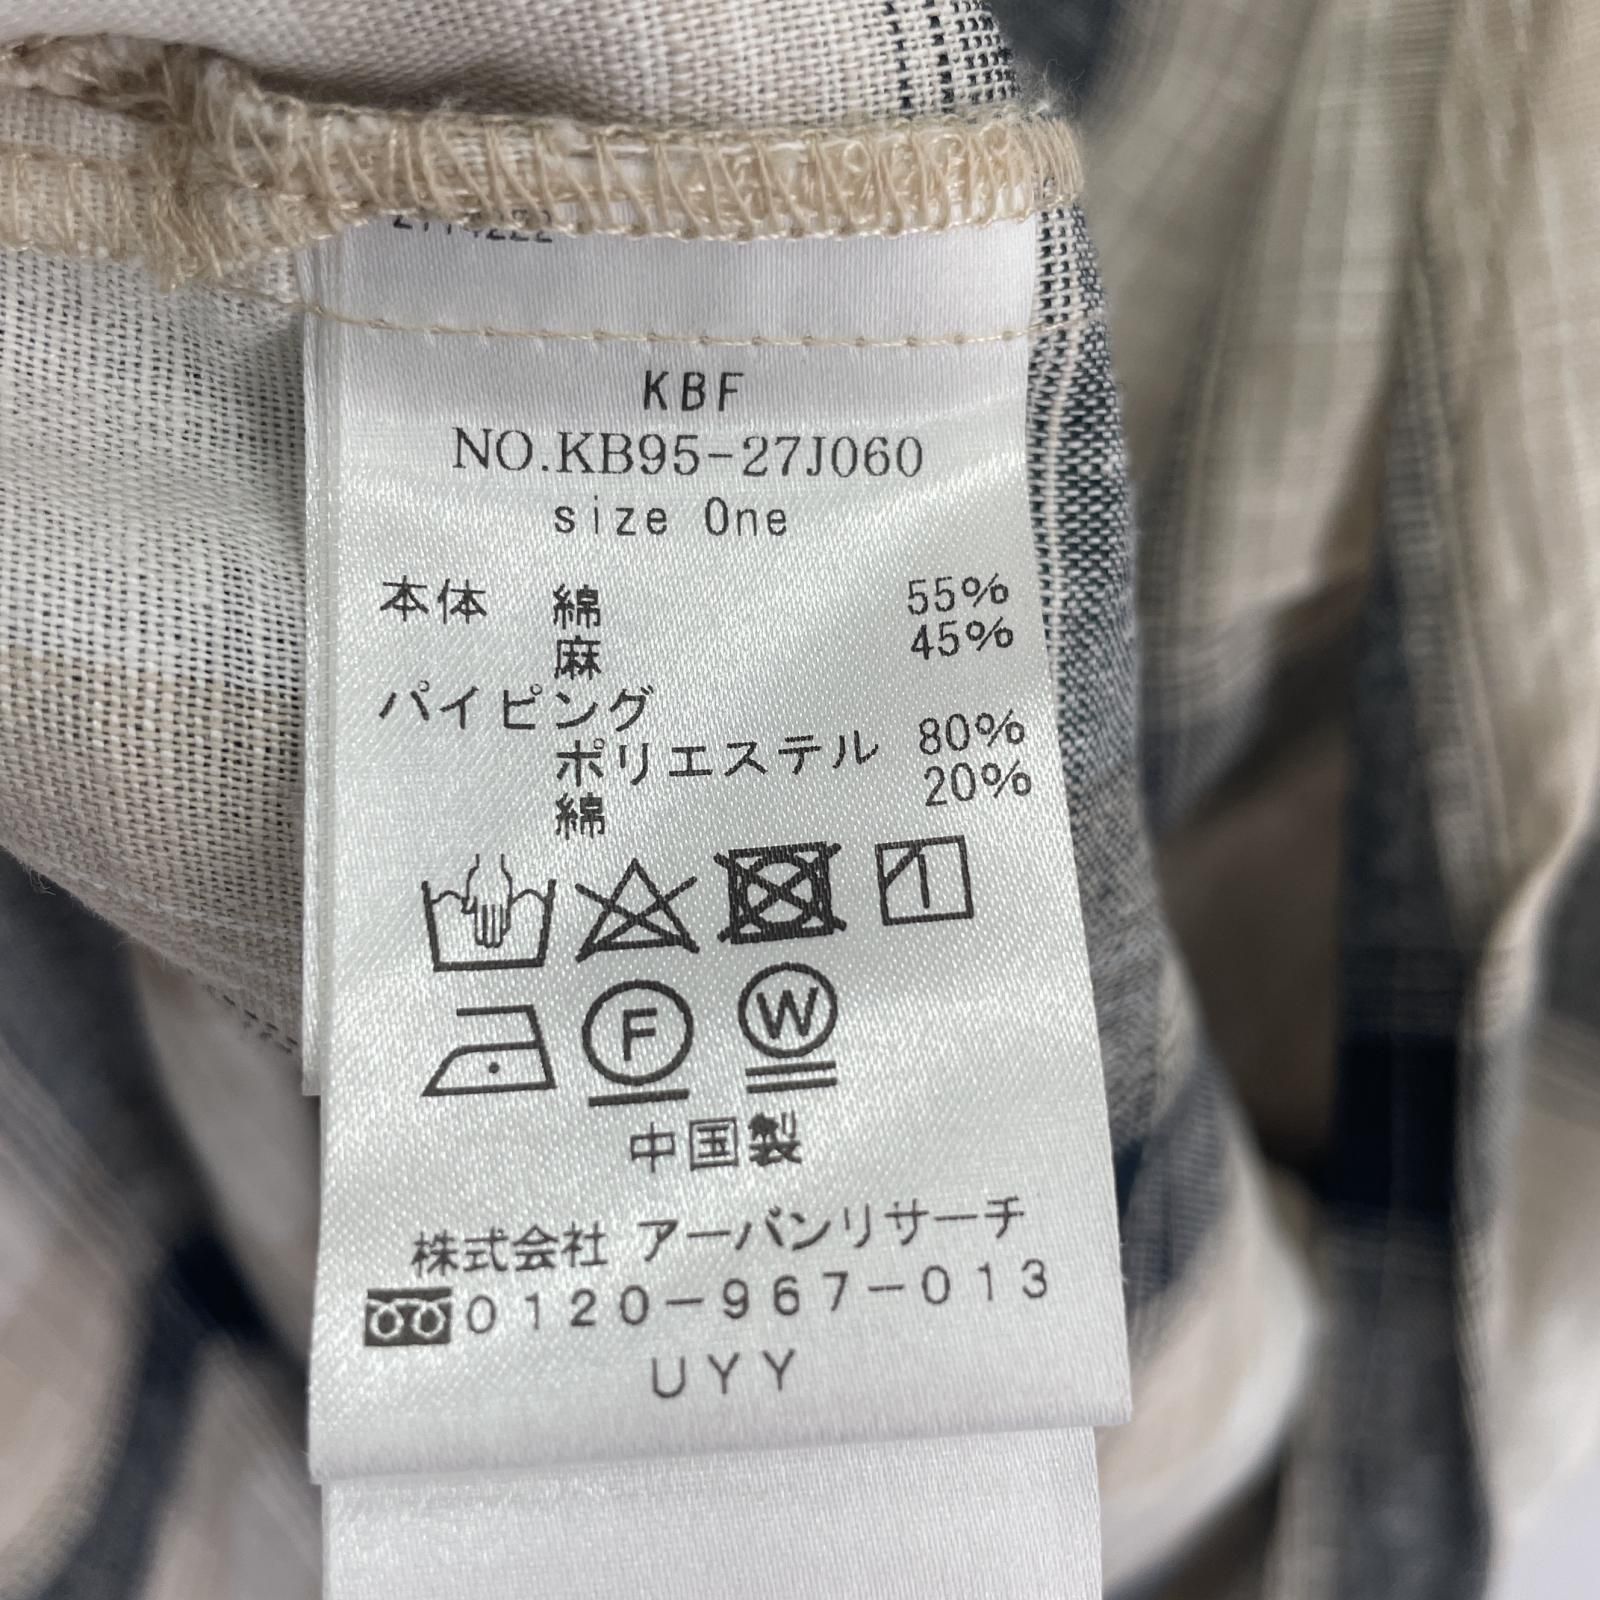 KBF
NO.KB95-27J060
size One
本体 綿 55%
麻 45%
パイピング
ポリエステル 80%
綿 20%
F W
中国製
株式会社 アーバンリサーチ
0120-967-013
UYY